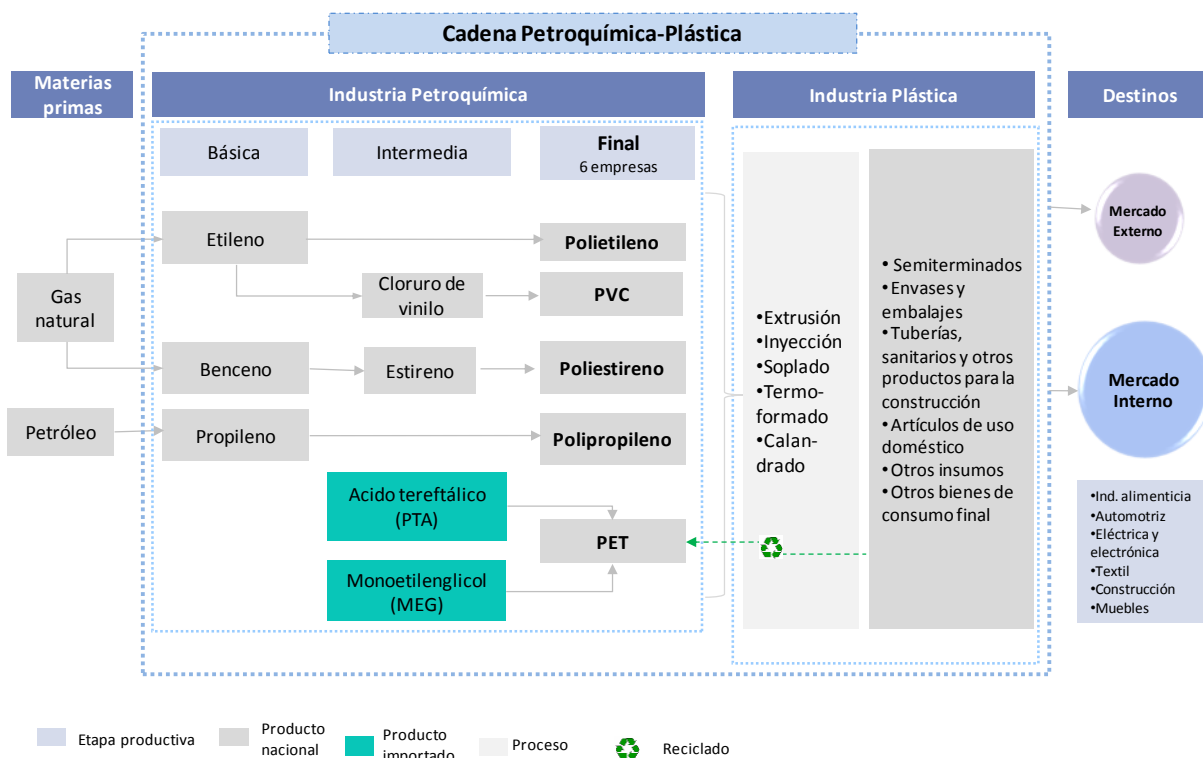 Cadena Petroquímica-Plástica
Materias
primas
Industria Petroquímica
Industria Plástica
Destinos
Básica
Intermedia
Final
6 empresas
Etileno
Polietileno
Gas
natural
Cloruro de
vinilo
PVC
Benceno
Estireno
Poliestireno
Petróleo
Propileno
Polipropileno
Acido tereftálico
(PTA)
PET
Monoetilenglicol
(MEG)
•Extrusión
•Inyección
•Soplado
•Termo-
formado
•Calan-
drado
• Semiterminados
• Envases y
embalajes
• Tuberías,
sanitarios y otros
productos para la
construcción
• Artículos de uso
doméstico
• Otros insumos
• Otros bienes de
consumo final
Mercado
Externo
Mercado
Interno
•Ind. alimenticia
•Automotriz
•Eléctrica y
electrónica
•Textil
•Construcción
•Muebles
Etapa productiva
Producto
nacional
Producto
importado
Proceso
Reciclado